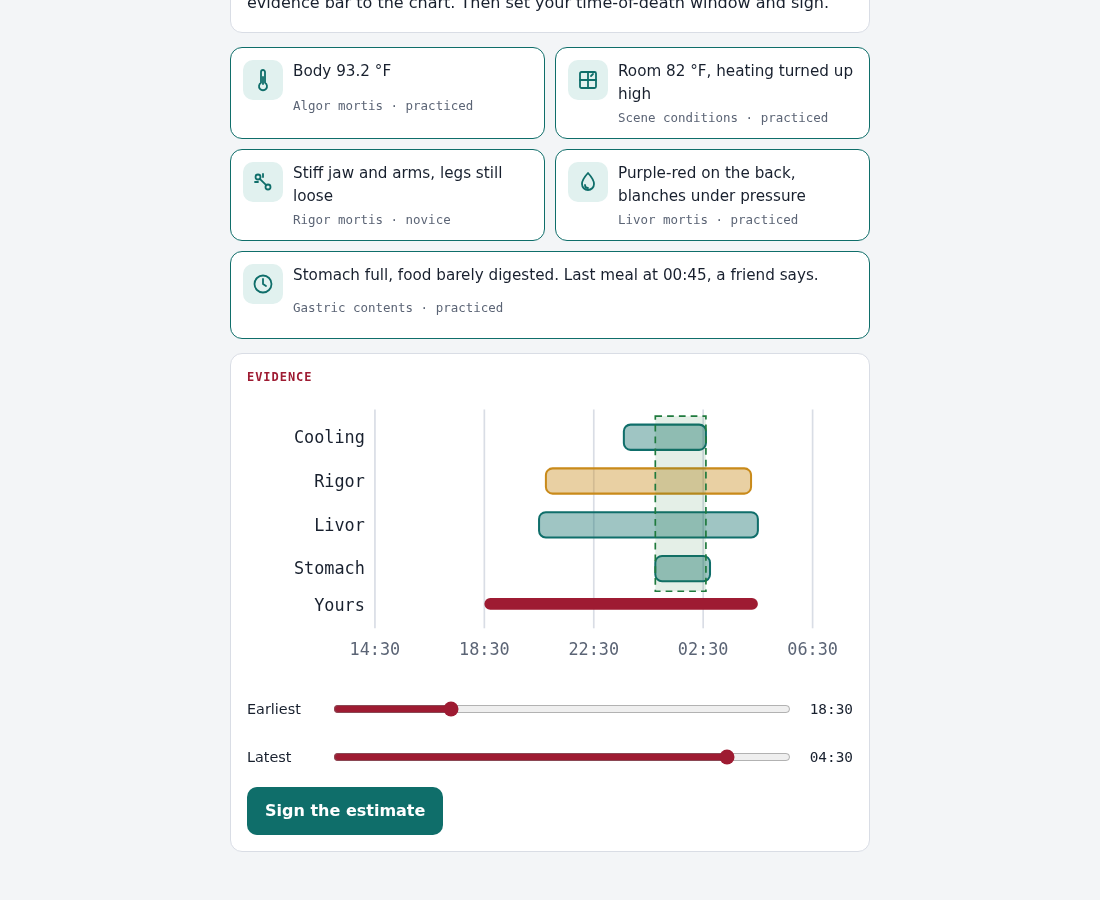 evidence bar to the chart. Then set your time-of-death window and sign.
Body 93.2 °F
Algor mortis · practiced
Room 82 °F, heating turned up
high
Scene conditions · practiced
Stiff jaw and arms, legs still
loose
Rigor mortis · novice
Purple-red on the back,
blanches under pressure
Livor mortis · practiced
Stomach full, food barely digested. Last meal at 00:45, a friend says.
Gastric contents · practiced
EVIDENCE
Cooling
Rigor
Livor
Stomach
Yours
14:30 18:30 22:30 02:30 06:30
Earliest 18:30
Latest 04:30
Sign the estimate